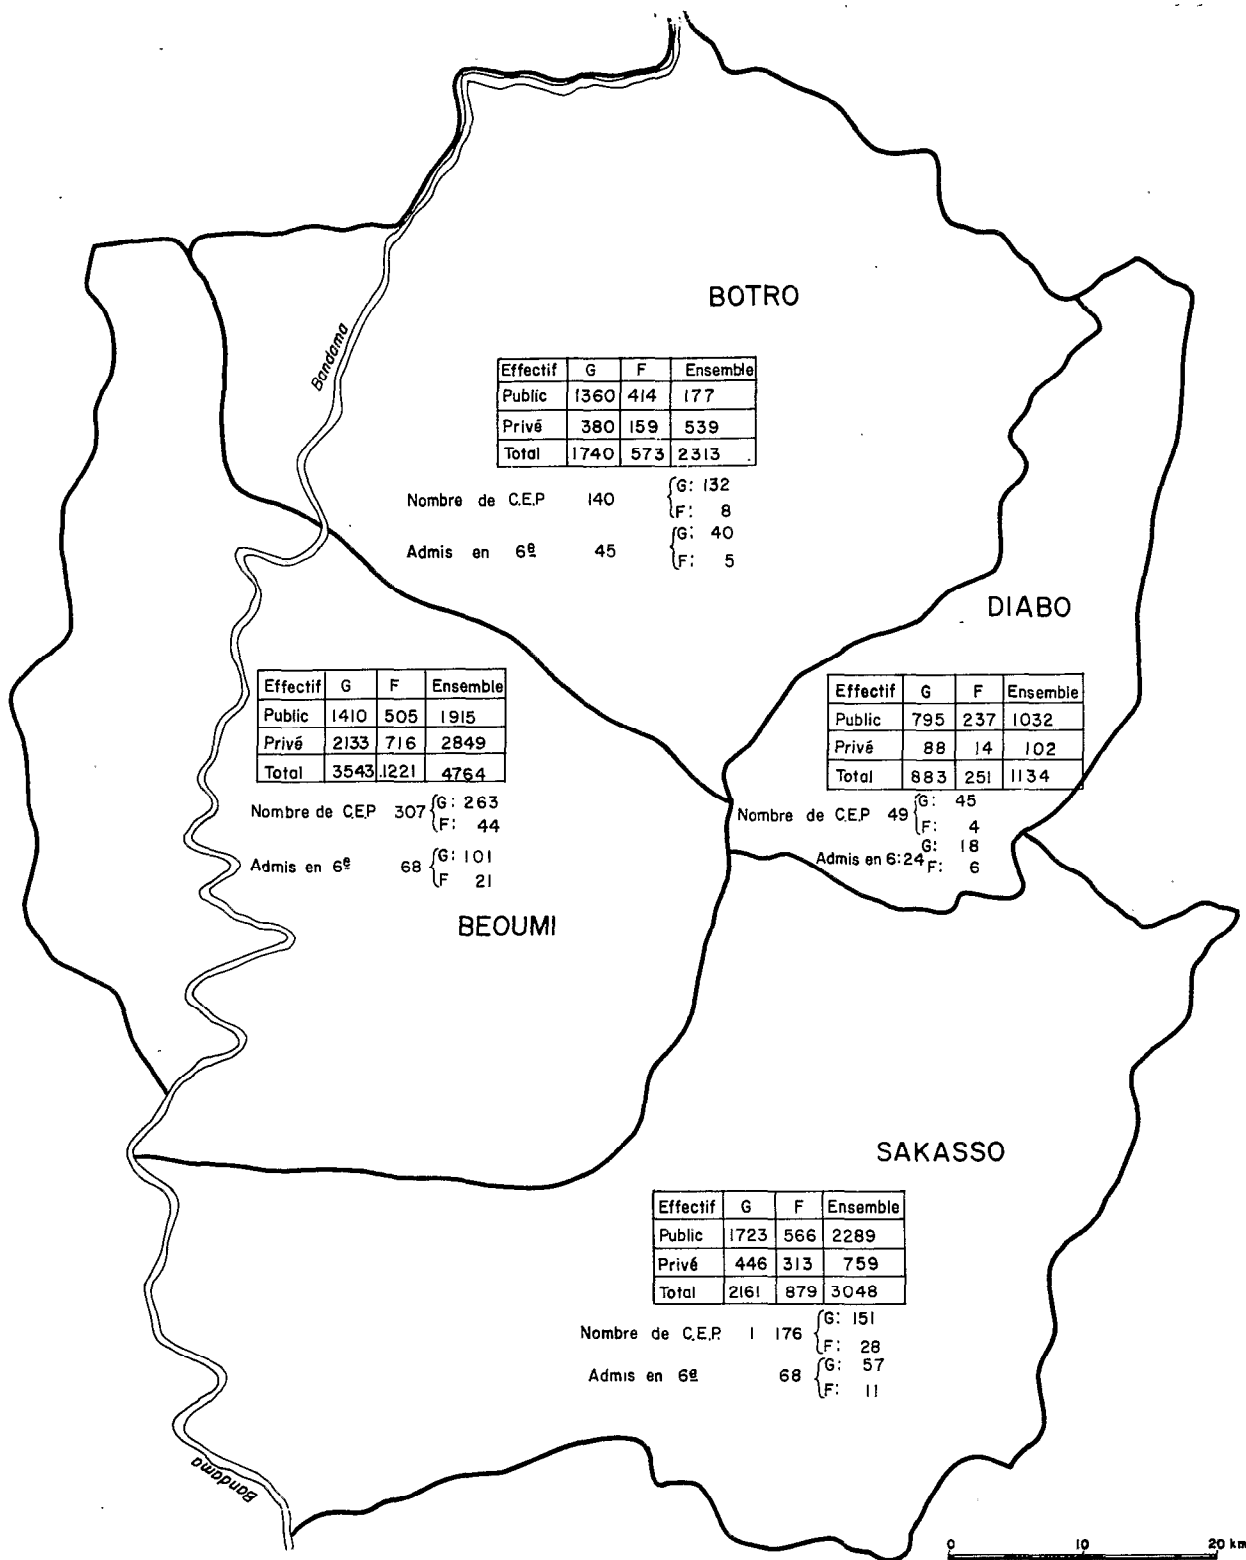 BOTRO
Bandama
Effectif G F Ensemble
Public 1360 414 177
Privé 380 159 539
Total 1740 573 2313
Nombre de C.E.P 140 G: 132
F: 8
Admis en 6e 45 G: 40
F: 5
DIABO
Effectif G F Ensemble
Public 795 237 1032
Privé 88 14 102
Total 883 251 1134
Nombre de C.E.P 49 G: 45
F: 4
Admis en 6: 24 G: 18
F: 6
Effectif G F Ensemble
Public 1410 505 1915
Privé 2133 716 2849
Total 3543 1221 4764
Nombre de C.E.P 307 G: 263
F: 44
Admis en 6e 68 G: 101
F 21
BEOUMI
SAKASSO
Effectif G F Ensemble
Public 1723 566 2289
Privé 446 313 759
Total 2161 879 3048
Nombre de C.E.P. 1 176 G: 151
F: 28
Admis en 6e 68 G: 57
F: 11
Bandama
0 10 20 km